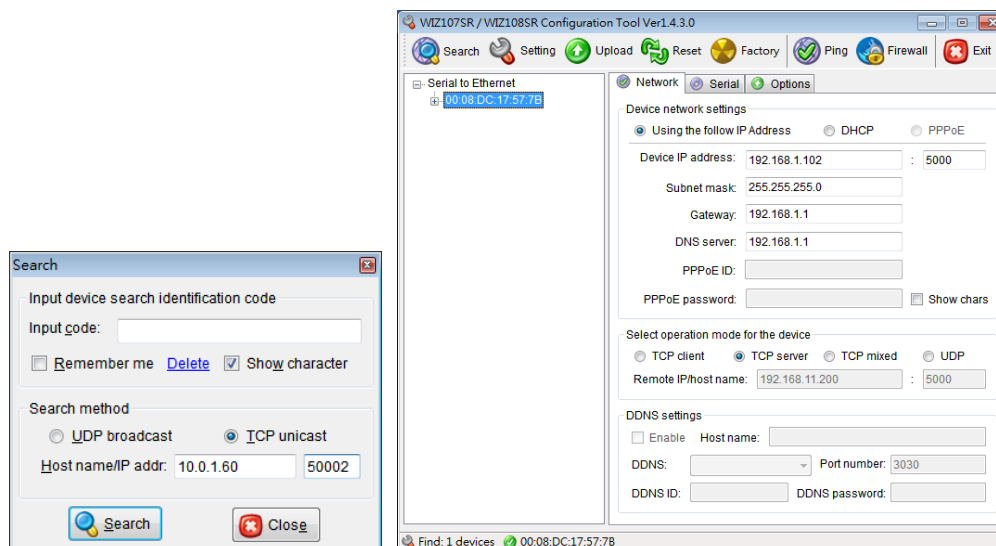 Search
Input device search identification code
Input code:
Remember me Delete Show character
Search method
UDP broadcast TCP unicast
Host name/IP addr: 10.0.1.60 50002
Search Close
WIZ107SR / WIZ108SR Configuration Tool Ver1.4.3.0
Search Setting Upload Reset Factory Ping Firewall Exit
Serial to Ethernet
00:08:DC:17:57:7B
Network Serial Options
Device network settings
Using the follow IP Address DHCP PPPoE
Device IP address: 192.168.1.102 : 5000
Subnet mask: 255.255.255.0
Gateway: 192.168.1.1
DNS server: 192.168.1.1
PPPoE ID:
PPPoE password: Show chars
Select operation mode for the device
TCP client TCP server TCP mixed UDP
Remote IP/host name: 192.168.11.200 : 5000
DDNS settings
Enable Host name:
DDNS: Port number: 3030
DDNS ID: DDNS password:
Find: 1 devices 00:08:DC:17:57:7B